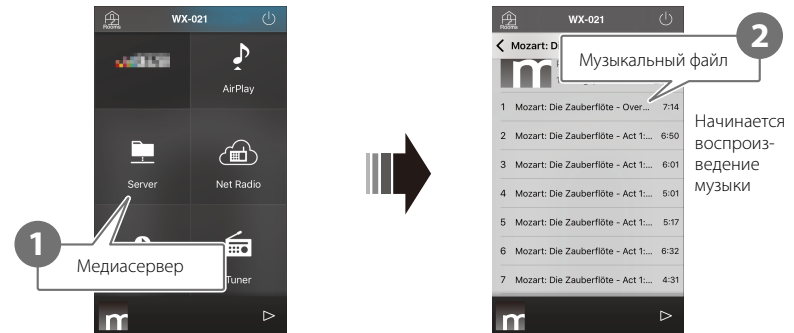 Rooms
WX-021
AirPlay
Server
Net Radio
Tuner
1
Медиасервер
m
Rooms
WX-021
Mozart: D
m
2
Музыкальный файл
1 Mozart: Die Zauberflöte - Over... 7:14
2 Mozart: Die Zauberflöte - Act 1:... 6:50
3 Mozart: Die Zauberflöte - Act 1:... 6:01
4 Mozart: Die Zauberflöte - Act 1:... 5:01
5 Mozart: Die Zauberflöte - Act 1:... 5:17
6 Mozart: Die Zauberflöte - Act 1:... 6:32
7 Mozart: Die Zauberflöte - Act 1:... 4:31
m
Начинается
воспроиз-
ведение
музыки